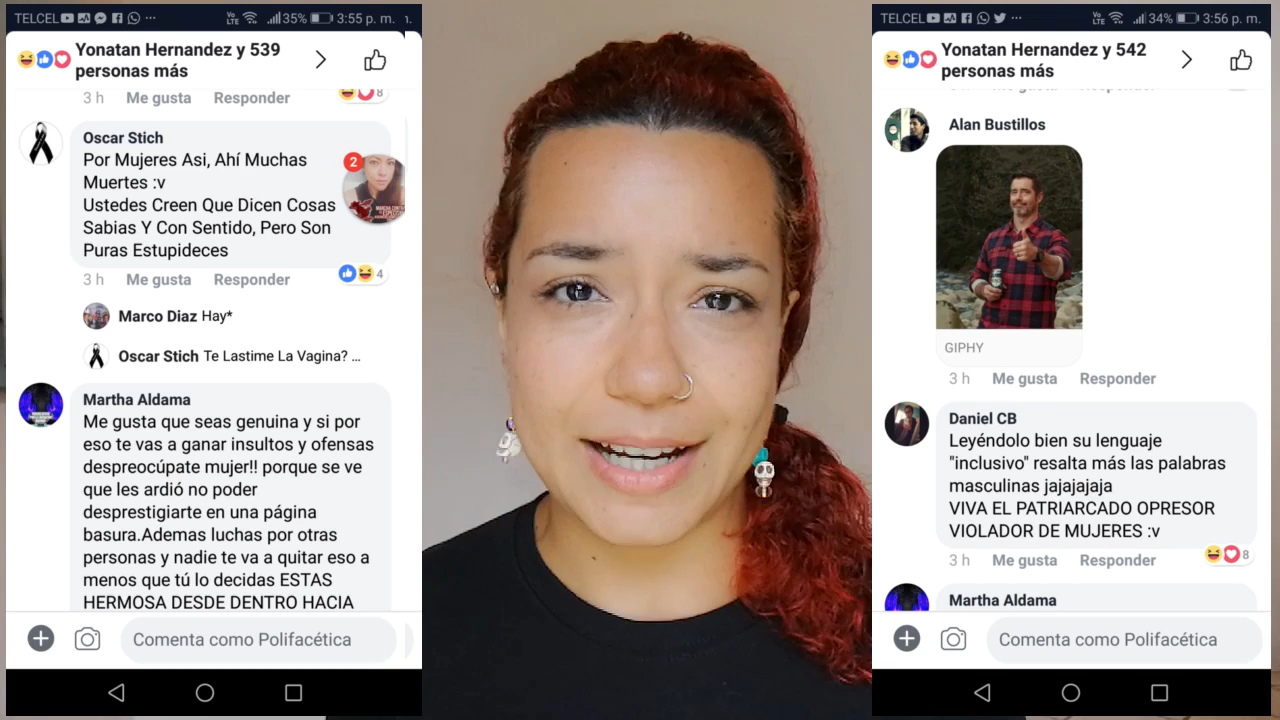 TELCEL
Vo
LTE
35%
3:55 p. m.
Yonatan Hernandez y 539
personas más
3 h Me gusta Responder
8
Oscar Stich
Por Mujeres Asi, Ahí Muchas
Muertes :v
Ustedes Creen Que Dicen Cosas
Sabias Y Con Sentido, Pero Son
Puras Estupideces
2
3 h Me gusta Responder
4
Marco Diaz Hay*
Oscar Stich Te Lastime La Vagina? ...
Martha Aldama
Me gusta que seas genuina y si por
eso te vas a ganar insultos y ofensas
despreocúpate mujer!! porque se ve
que les ardió no poder
desprestigiarte en una página
basura.Ademas luchas por otras
personas y nadie te va a quitar eso a
menos que tú lo decidas ESTAS
HERMOSA DESDE DENTRO HACIA
Comenta como Polifacética
TELCEL
Vo
LTE
34%
3:56 p. m.
Yonatan Hernandez y 542
personas más
Alan Bustillos
GIPHY
3 h Me gusta Responder
Daniel CB
Leyéndolo bien su lenguaje
"inclusivo" resalta más las palabras
masculinas jajajajaja
VIVA EL PATRIARCADO OPRESOR
VIOLADOR DE MUJERES :v
3 h Me gusta Responder
8
Martha Aldama
Comenta como Polifacética